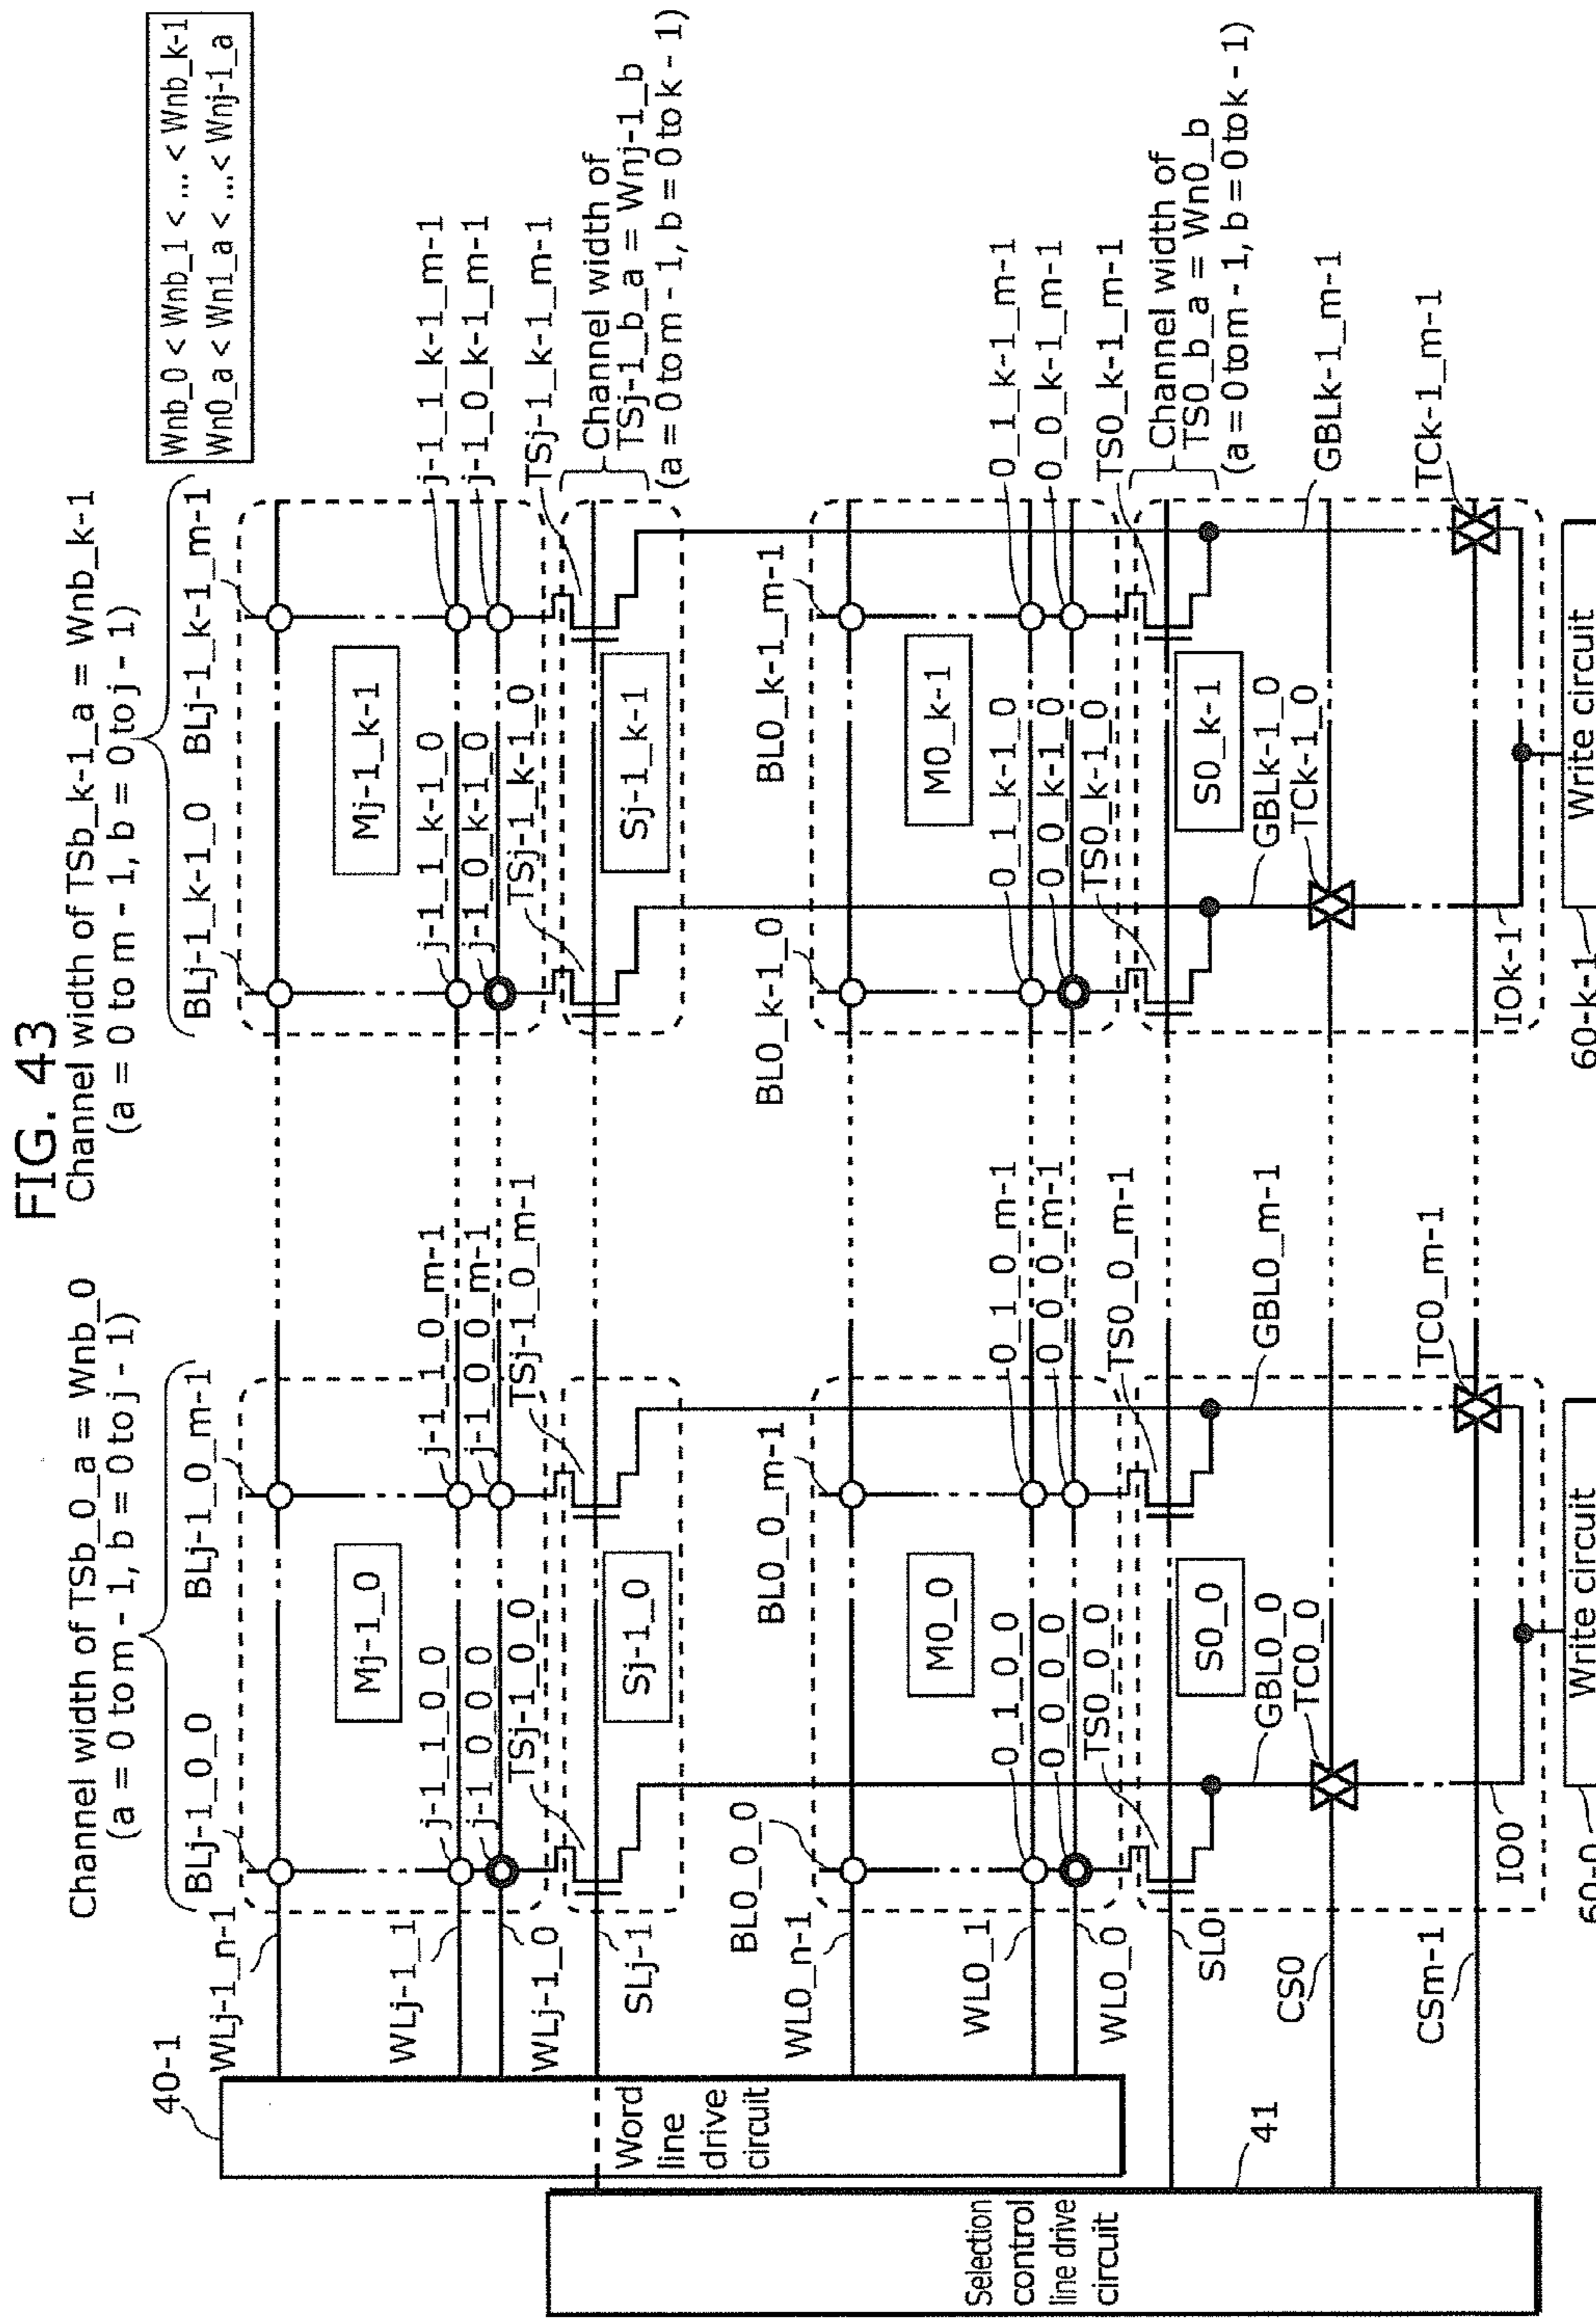 FIG. 43
Channel width of TSb_0_a = Wnb_0
(a = 0 to m - 1, b = 0 to j - 1)
Channel width of TSb_k-1_a = Wnb_k-1
(a = 0 to m - 1, b = 0 to j - 1)
Wnb_0 < Wnb_1 < ... < Wnb_k-1
Wn0_a < Wn1_a < ... < Wnj-1_a
40-1
WLj-1_n-1
BLj-1_0_0
BLj-1_0_m-1
BLj-1_k-1_0
BLj-1_k-1_m-1
Mj-1_0
Mj-1_k-1
WLj-1_1
j-1_1_0_0
j-1_1_0_m-1
j-1_1_k-1_0
j-1_1_k-1_m-1
j-1_0_0_0
j-1_0_0_m-1
j-1_0_k-1_0
j-1_0_k-1_m-1
WLj-1_0
TSj-1_0_0
TSj-1_0_m-1
TSj-1_k-1_0
TSj-1_k-1_m-1
SLj-1
Sj-1_0
Sj-1_k-1
Channel width of
TSj-1_b_a = Wnj-1_b
(a = 0 to m - 1, b = 0 to k - 1)
Word
line
drive
circuit
BL0_0_0
BL0_0_m-1
BL0_k-1_0
BL0_k-1_m-1
WL0_n-1
M0_0
M0_k-1
WL0_1
0_1_0_0
0_1_0_m-1
0_1_k-1_0
0_1_k-1_m-1
0_0_0_0
0_0_0_m-1
0_0_k-1_0
0_0_k-1_m-1
WL0_0
TS0_0_0
TS0_0_m-1
TS0_k-1_0
TS0_k-1_m-1
Channel width of
TS0_b_a = Wn0_b
(a = 0 to m - 1, b = 0 to k - 1)
SL0
S0_0
S0_k-1
GBL0_0
GBL0_m-1
GBLk-1_0
GBLk-1_m-1
41
CS0
TC0_0
TCk-1_0
Selection
control
line drive
circuit
CSm-1
TC0_m-1
TCk-1_m-1
IO0
IOk-1
60-0
Write circuit
60-k-1
Write circuit